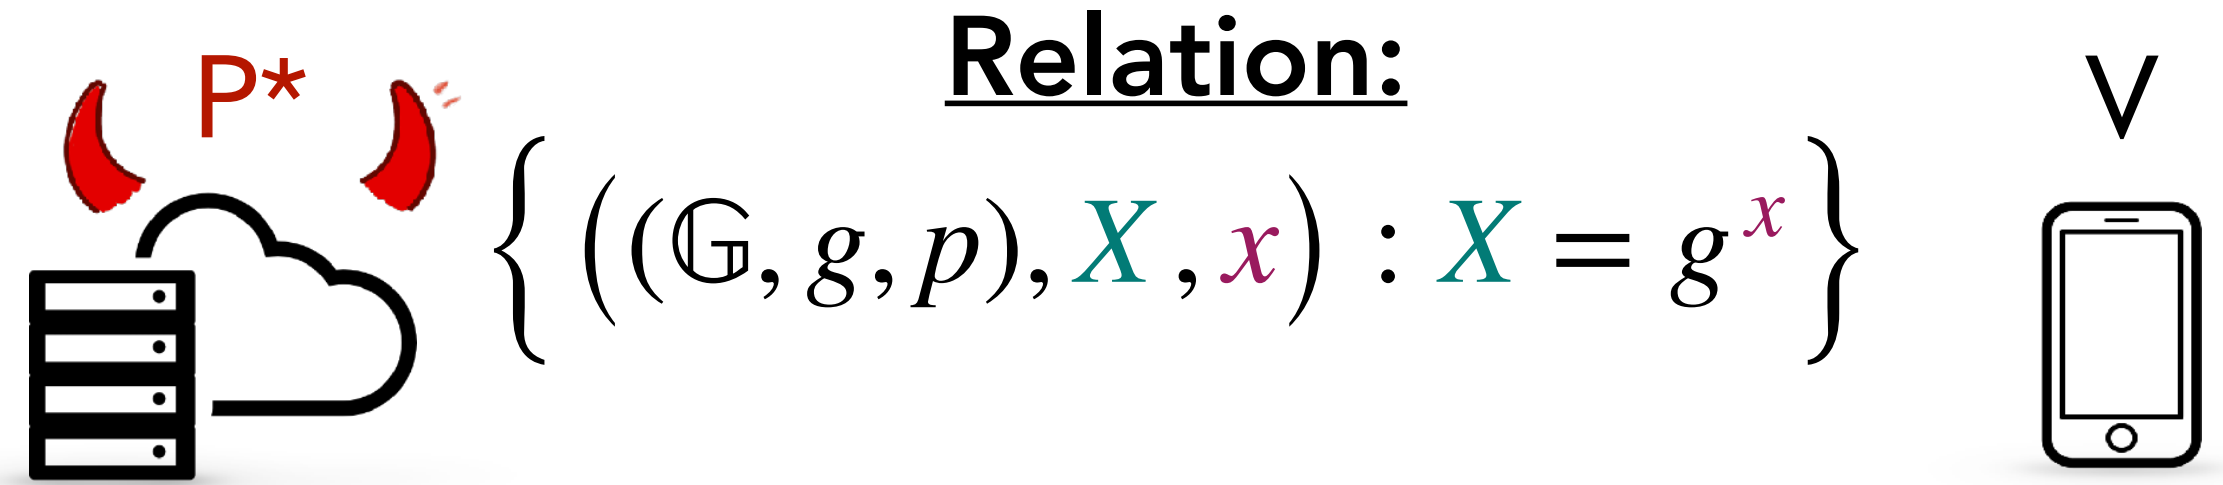 Relation:
P*
V
{ ( (𝔾, g, p), X , x ) : X = g^x }